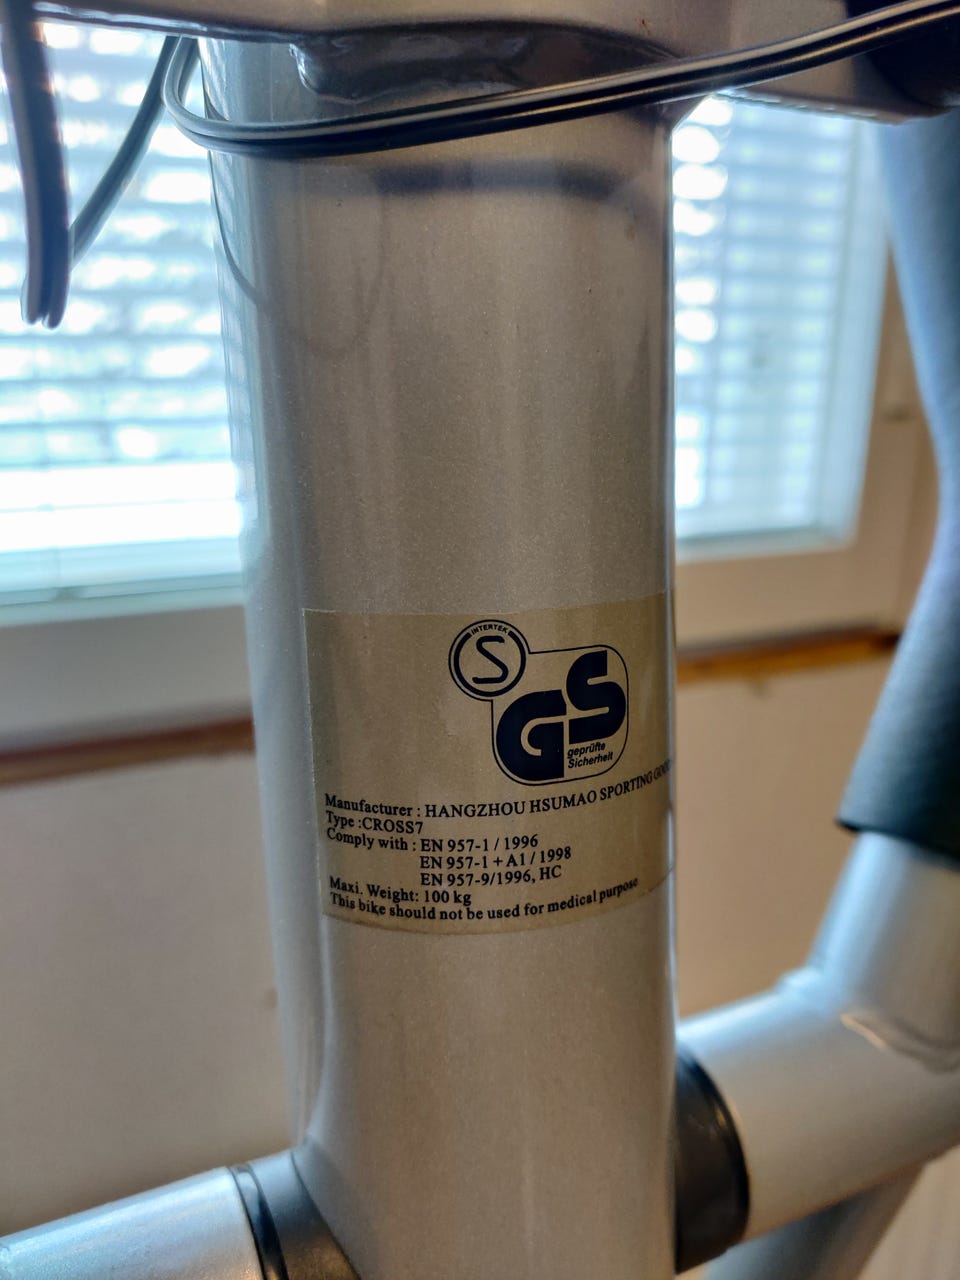 INTERTEK
S
GS
geprüfte
Sicherheit
Manufacturer : HANGZHOU HSUMAO SPORTING
Type :CROSS7
Comply with : EN 957-1 / 1996
EN 957-1 + A1 / 1998
EN 957-9/1996, HC
Maxi. Weight: 100 kg
This bike should not be used for medical purpose